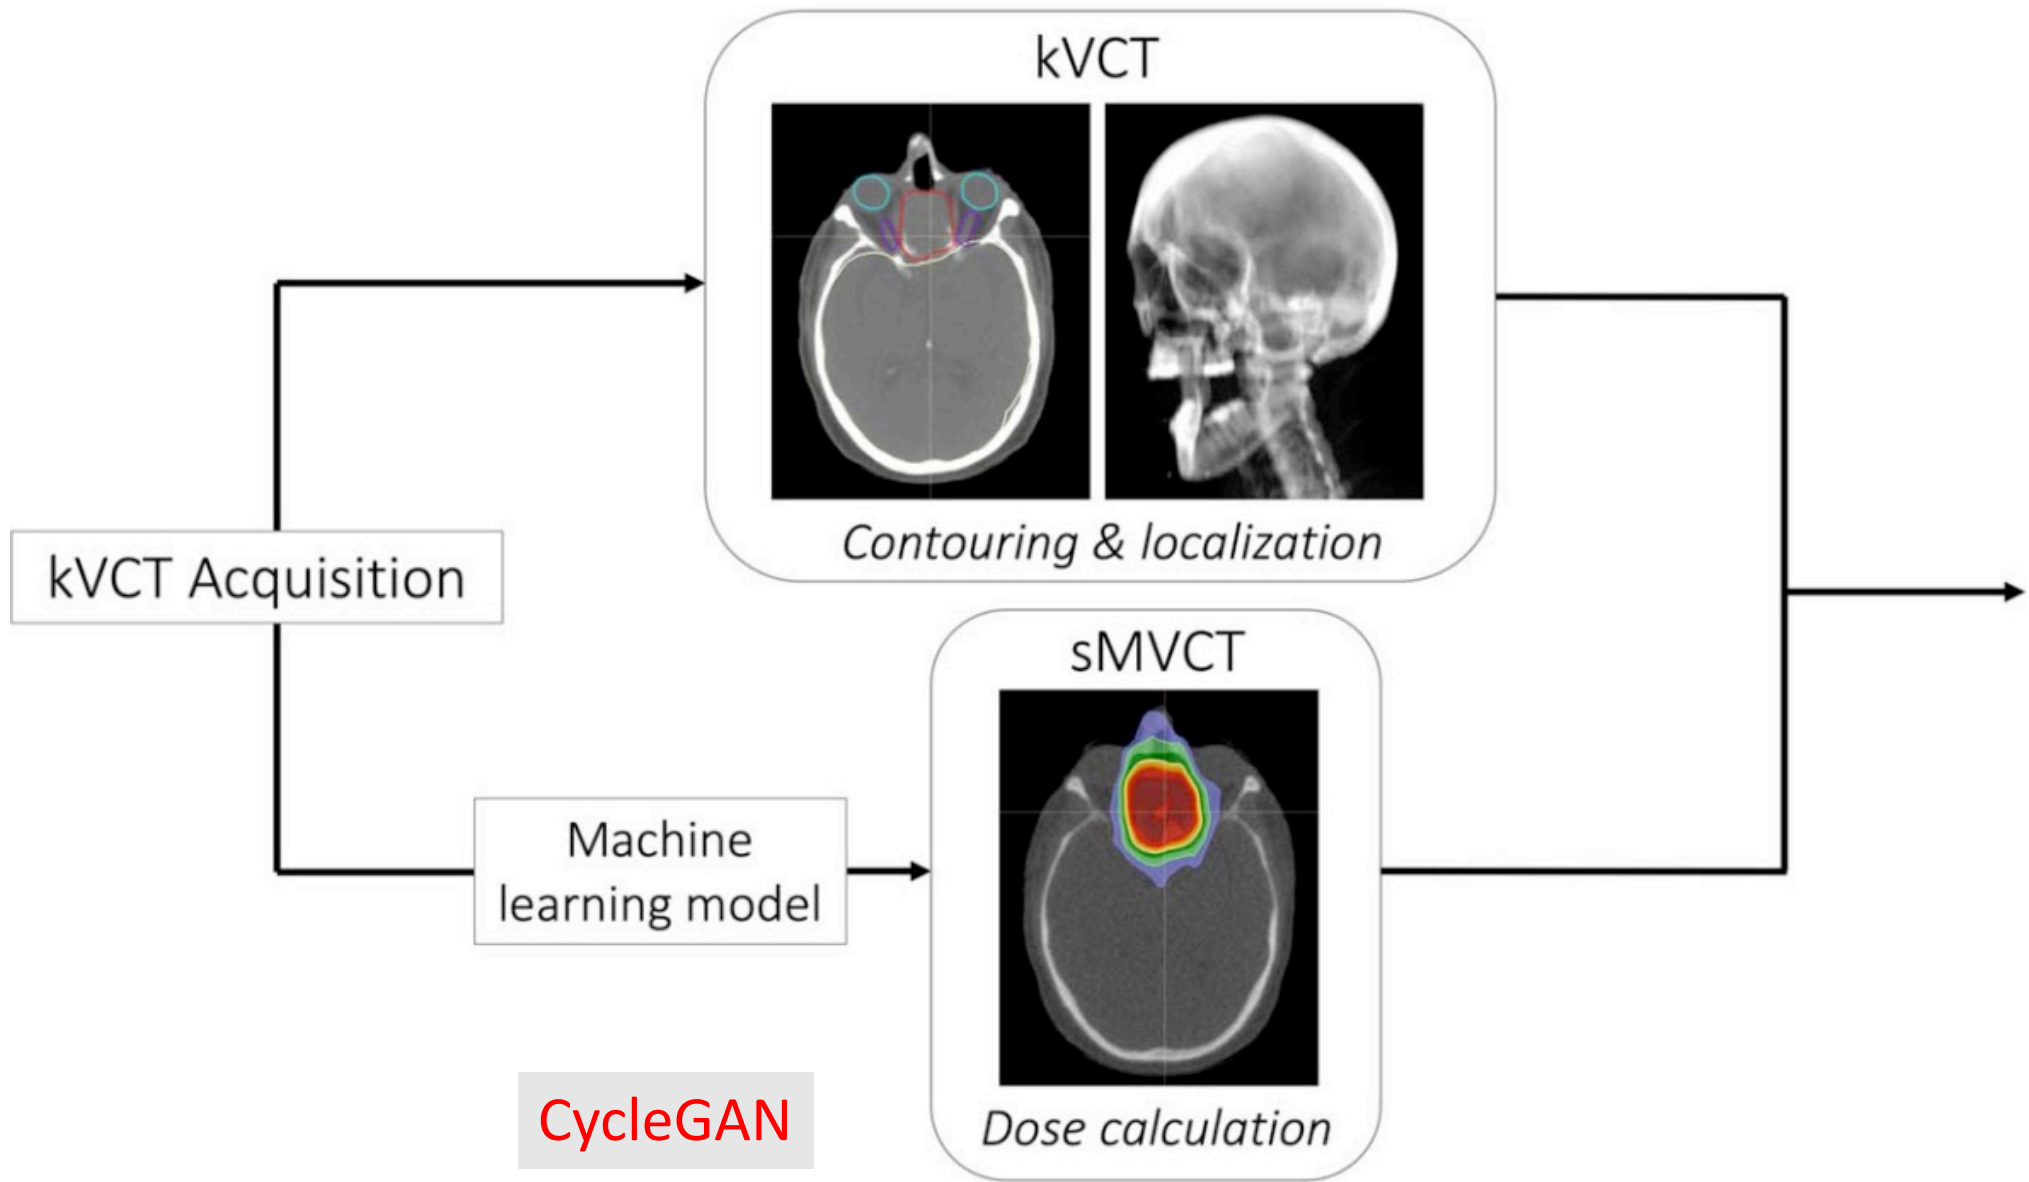 kVCT
Contouring & localization
kVCT Acquisition
sMVCT
Machine
learning model
Dose calculation
CycleGAN